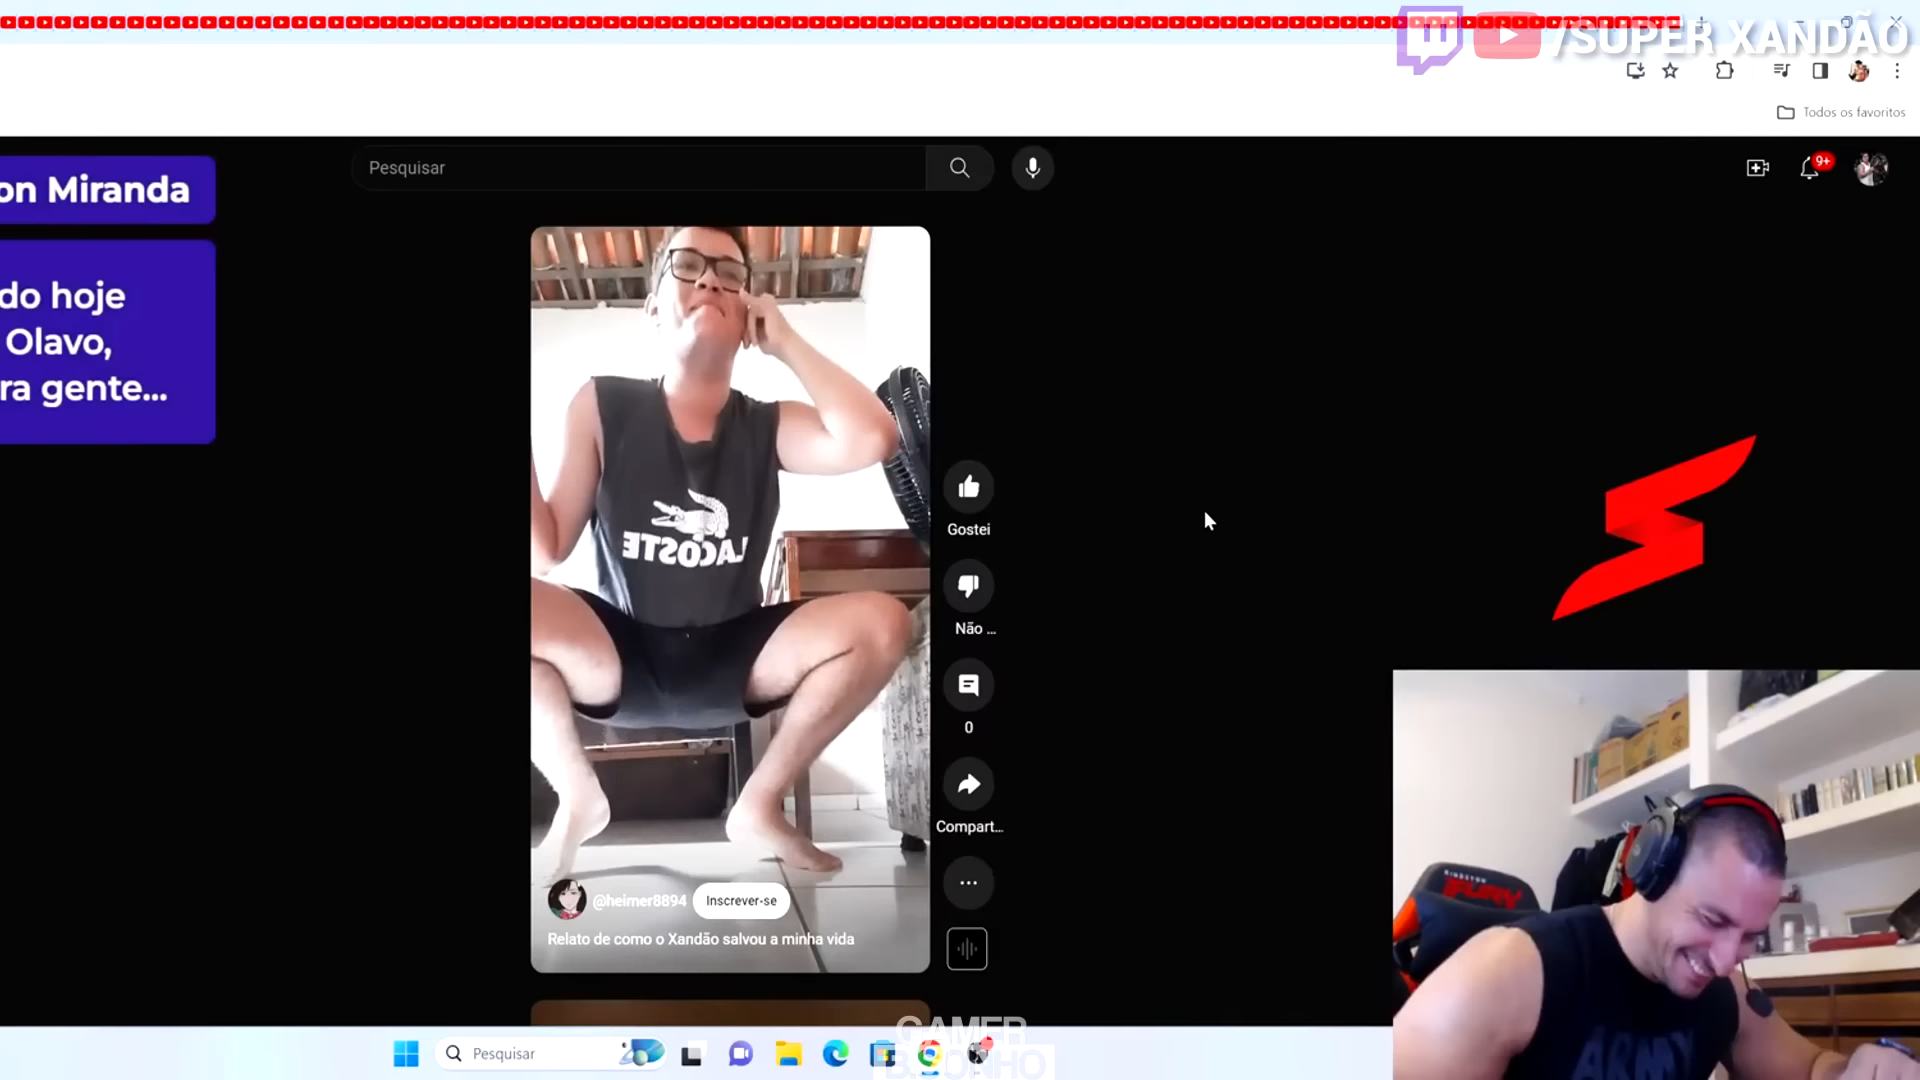 /SUPER XANDÃO
Todos os favoritos
on Miranda
Pesquisar
9+
do hoje
Olavo,
ra gente...
LACOSTE
Gostei
Não ...
0
Compart...
@heimer8894
Inscrever-se
Relato de como o Xandão salvou a minha vida
FURY
ARMY
Pesquisar
GAMER